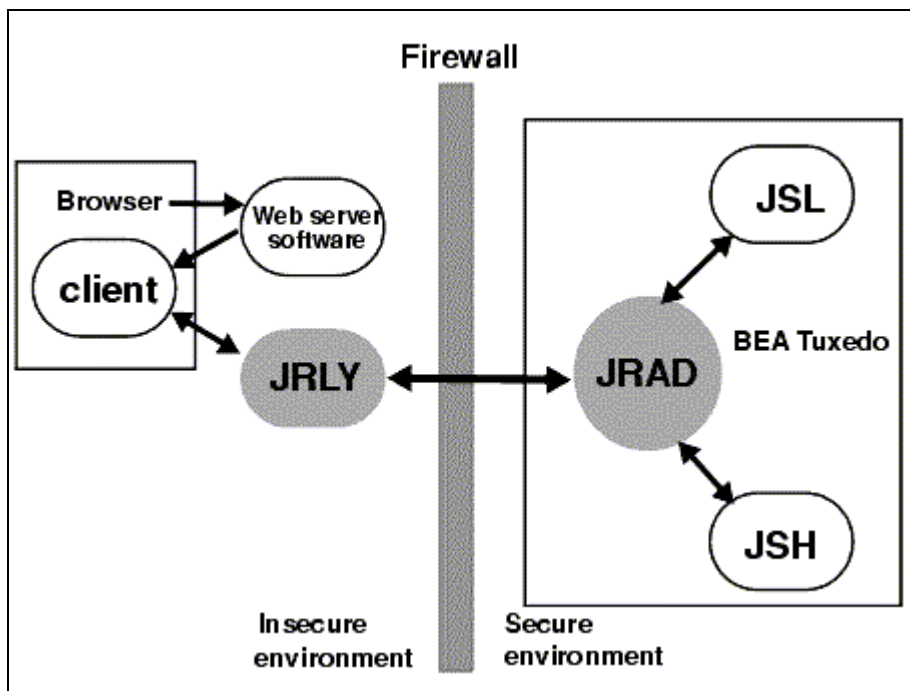 Firewall
Browser
Web server
software
client
JRLY
JSL
JRAD
BEA Tuxedo
JSH
Insecure
environment
Secure
environment